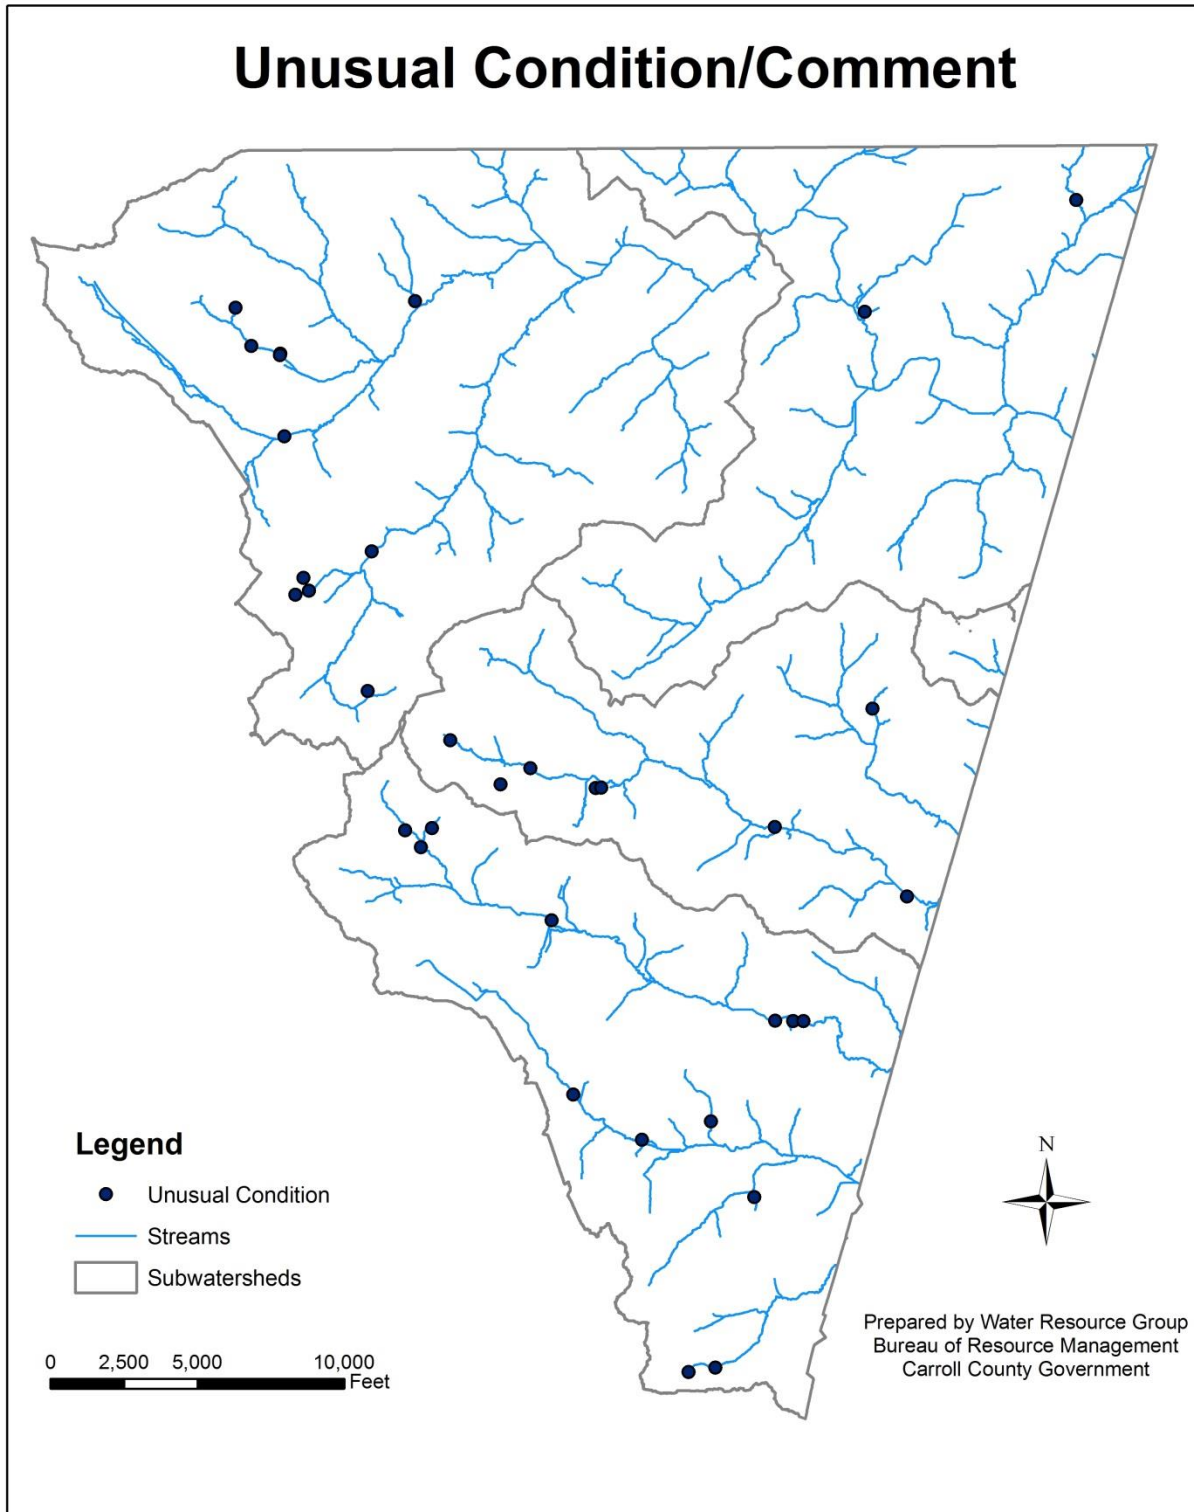 Unusual Condition/Comment
Legend
Unusual Condition
Streams
Subwatersheds
0 2,500 5,000 10,000
Feet
N
Prepared by Water Resource Group
Bureau of Resource Management
Carroll County Government